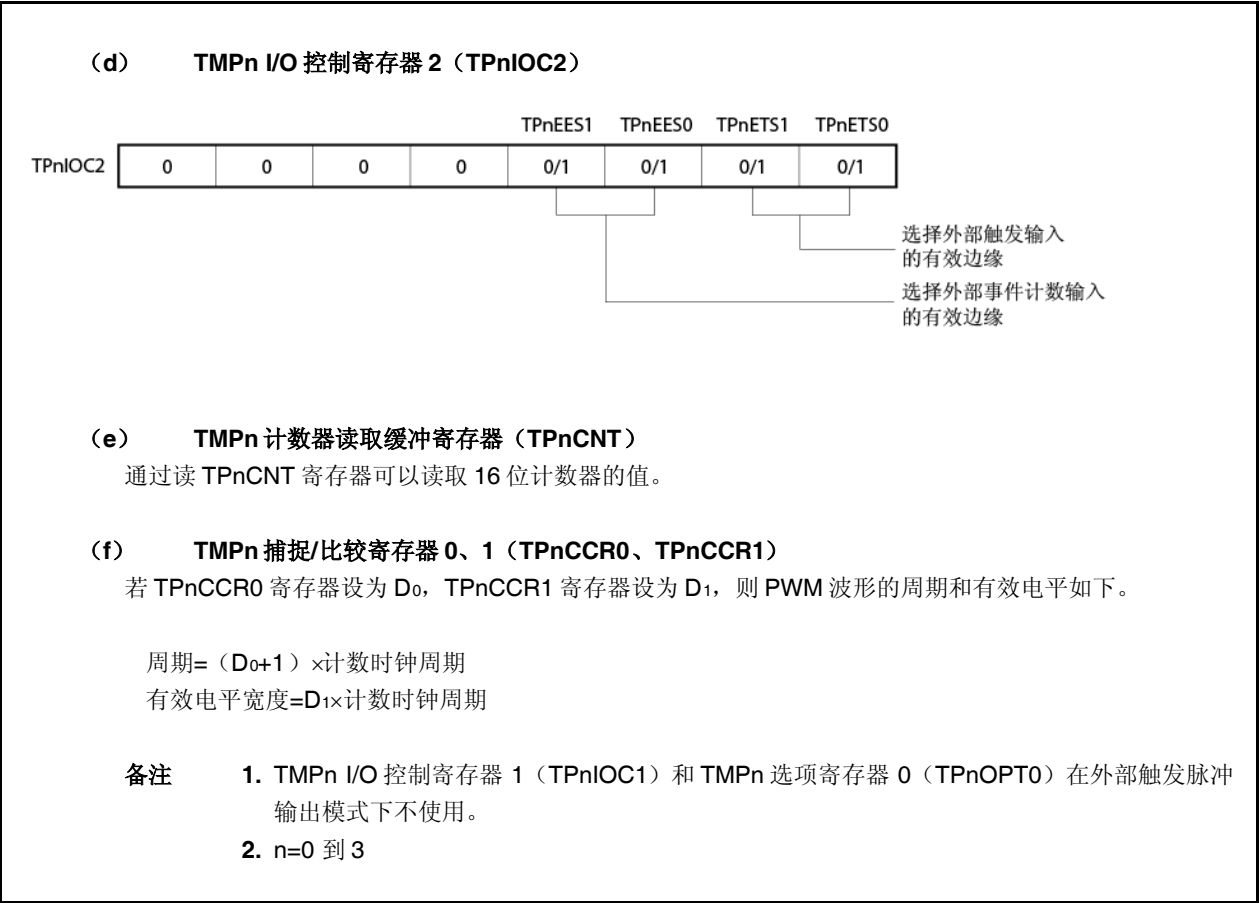 （d） TMPn I/O 控制寄存器 2（TPnIOC2）
TPnEES1 TPnEES0 TPnETS1 TPnETS0
TPnIOC2 0 0 0 0 0/1 0/1 0/1 0/1
选择外部触发输入
的有效边缘
选择外部事件计数输入
的有效边缘
（e） TMPn 计数器读取缓冲寄存器（TPnCNT）
通过读 TPnCNT 寄存器可以读取 16 位计数器的值。
（f） TMPn 捕捉/比较寄存器 0、1（TPnCCR0、TPnCCR1）
若 TPnCCR0 寄存器设为 D₀，TPnCCR1 寄存器设为 D₁，则 PWM 波形的周期和有效电平如下。
周期=（D₀+1）×计数时钟周期
有效电平宽度=D₁×计数时钟周期
备注 1. TMPn I/O 控制寄存器 1（TPnIOC1）和 TMPn 选项寄存器 0（TPnOPT0）在外部触发脉冲
输出模式下不使用。
2. n=0 到 3